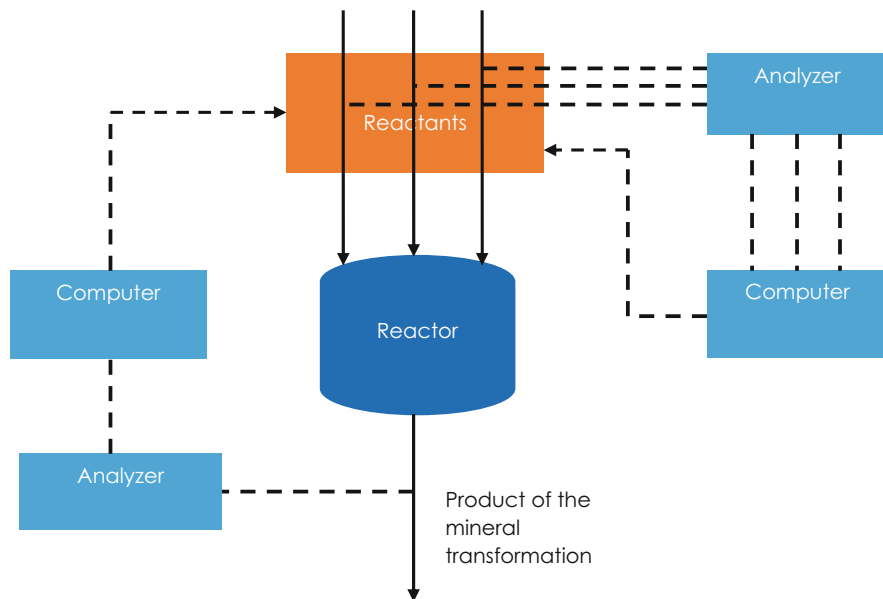 Analyzer
Reactants
Computer
Computer
Reactor
Analyzer
Product of the
mineral
transformation